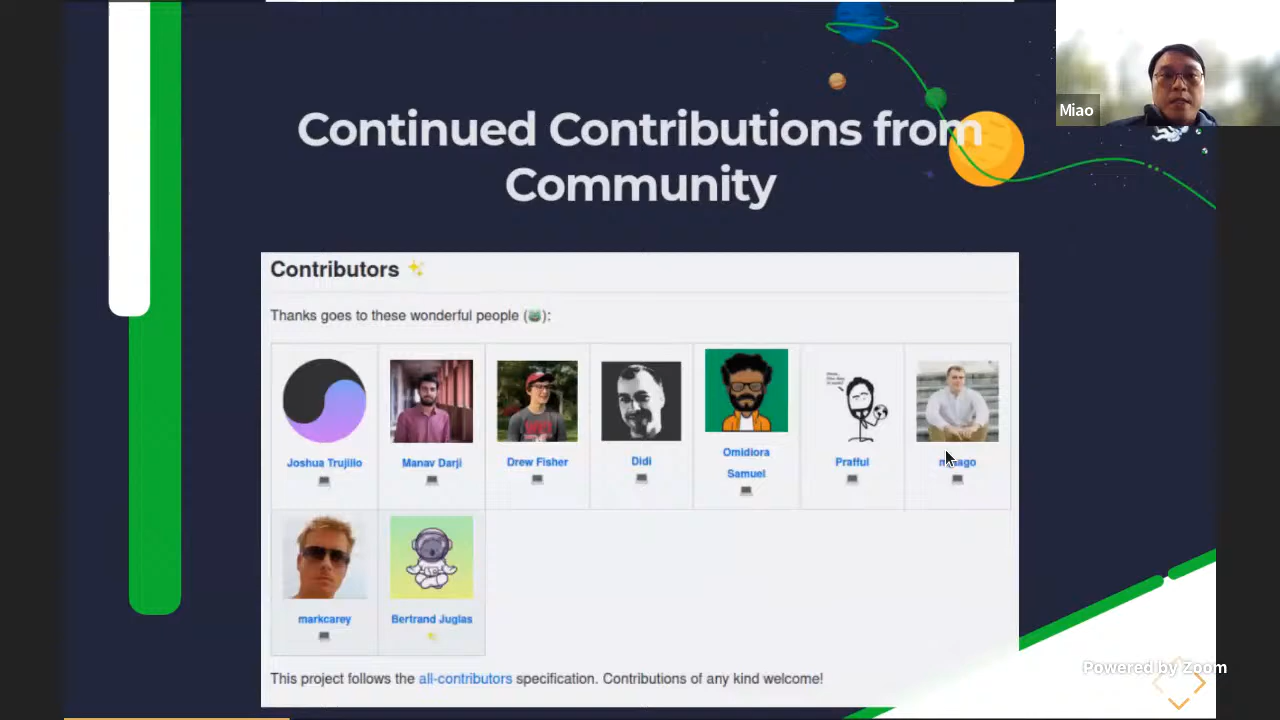 Continued Contributions from
Community
Miao
Contributors
Thanks goes to these wonderful people ( ):
Joshua Trujillo
Manav Darji
Drew Fisher
Didi
Omidiora
Samuel
Prafful
markcarey
Bertrand Juglas
This project follows the all-contributors specification. Contributions of any kind welcome!
Powered by Zoom